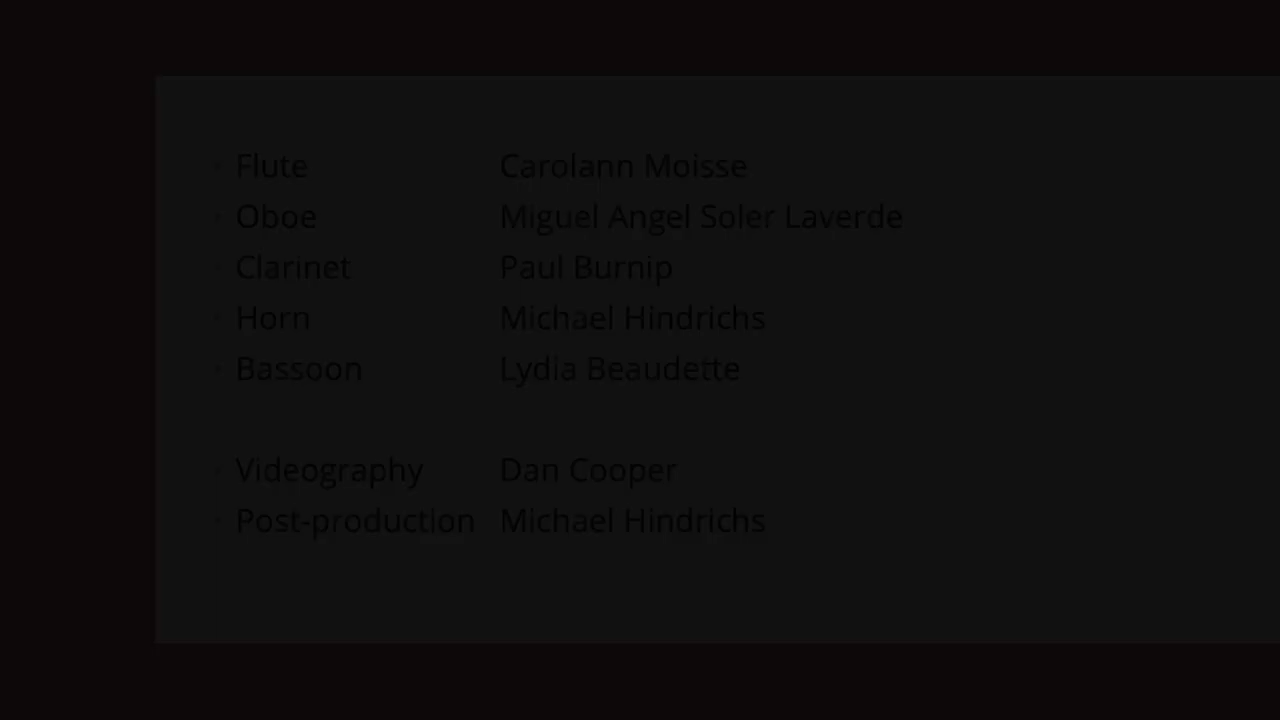 Flute Carolann Moisse
Oboe Miguel Angel Soler Laverde
Clarinet Paul Burnip
Horn Michael Hindrichs
Bassoon Lydia Beaudette
Videography Dan Cooper
Post-production Michael Hindrichs